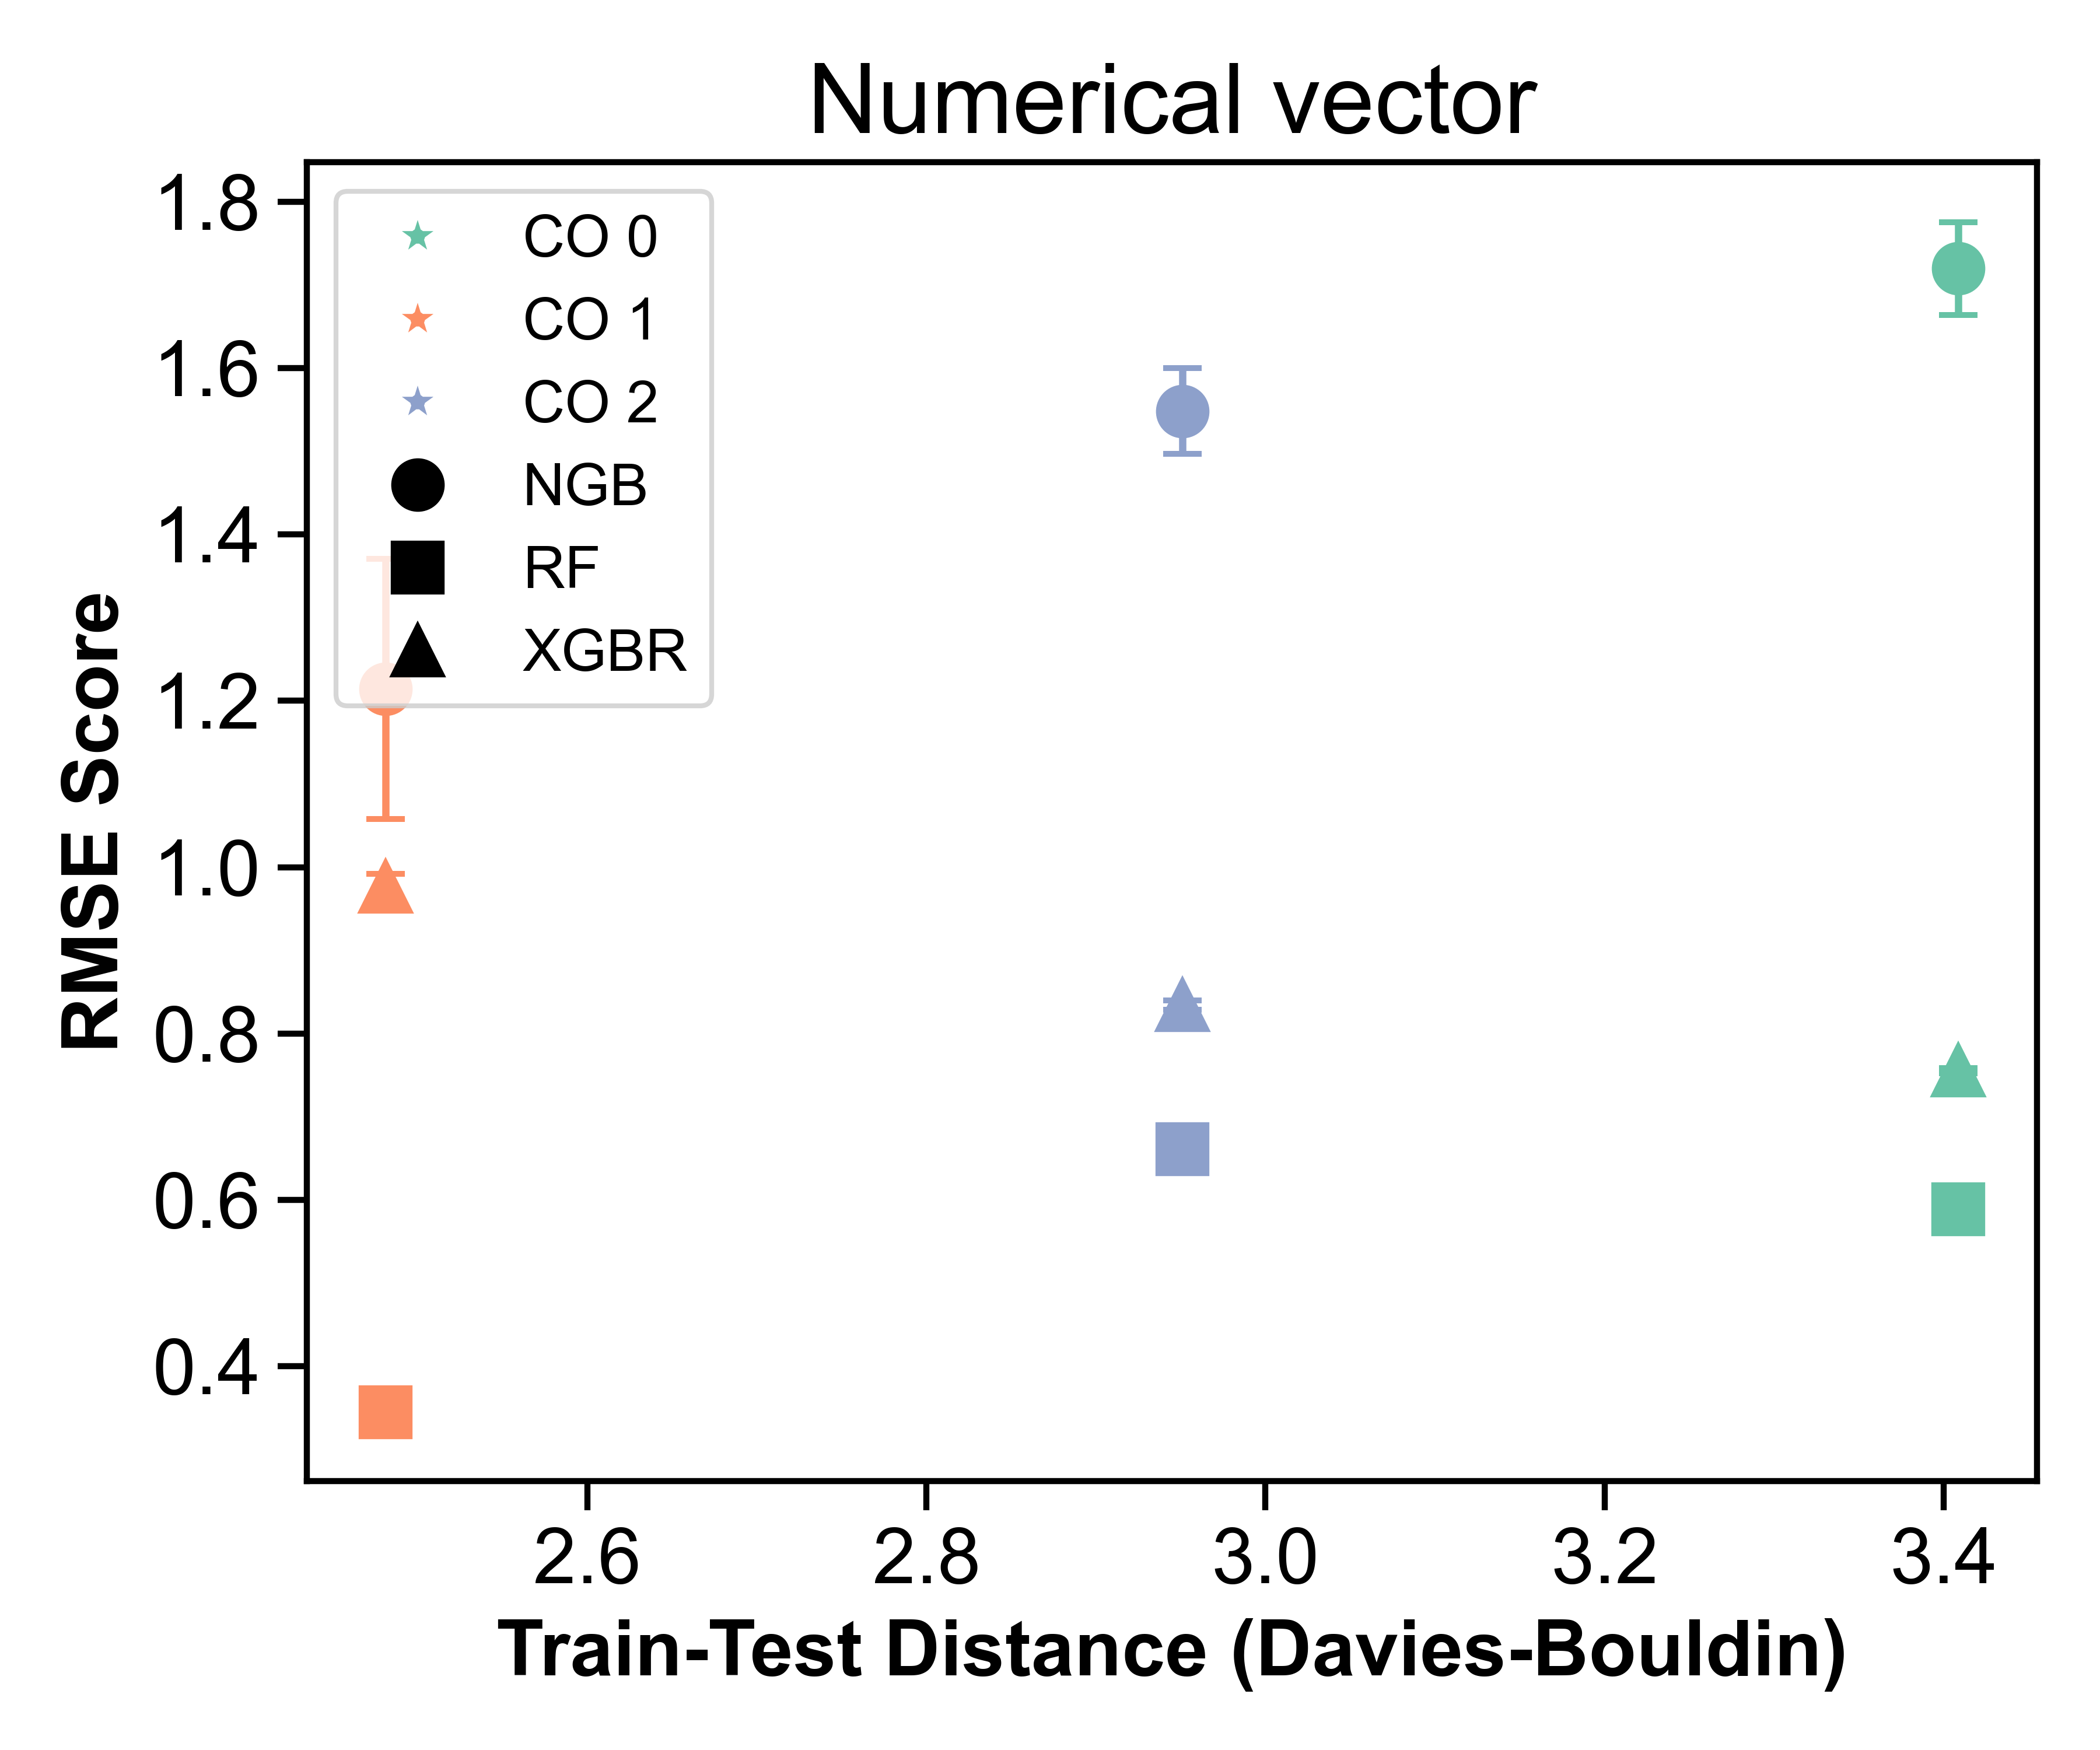 Numerical vector
CO 0
CO 1
CO 2
NGB
RF
XGBR
RMSE Score
1.8
1.6
1.4
1.2
1.0
0.8
0.6
0.4
2.6 2.8 3.0 3.2 3.4
Train-Test Distance (Davies-Bouldin)